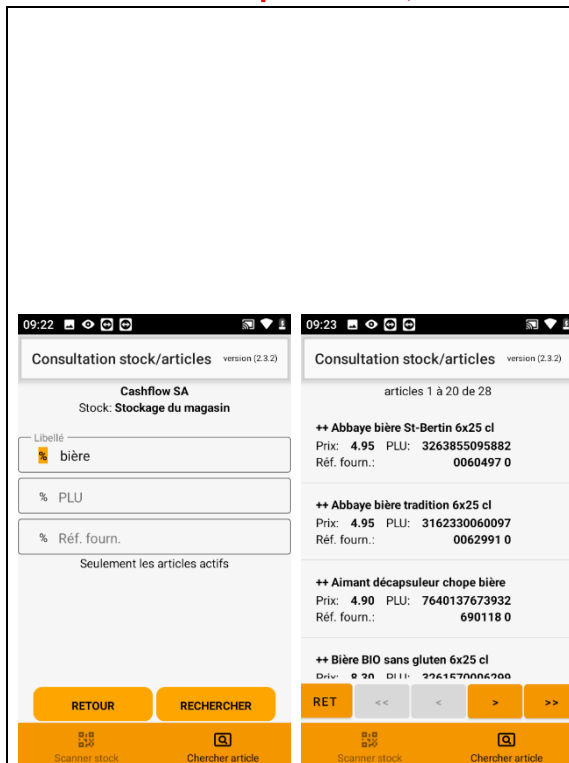 09:22
Consultation stock/articles version (2.3.2)
Cashflow SA
Stock: Stockage du magasin
Libellé
% bière
% PLU
% Réf. fourn.
Seulement les articles actifs
RETOUR RECHERCHER
Scanner stock Chercher article
09:23
Consultation stock/articles version (2.3.2)
articles 1 à 20 de 28
++ Abbaye bière St-Bertin 6x25 cl
Prix: 4.95 PLU: 3263855095882
Réf. fourn.: 0060497 0
++ Abbaye bière tradition 6x25 cl
Prix: 4.95 PLU: 3162330060097
Réf. fourn.: 0062991 0
++ Aimant décapsuleur chope bière
Prix: 4.90 PLU: 7640137673932
Réf. fourn.: 690118 0
++ Bière BIO sans gluten 6x25 cl
Prix: 8.30 PLU: 3261570006299
RET << < > >>
Scanner stock Chercher article